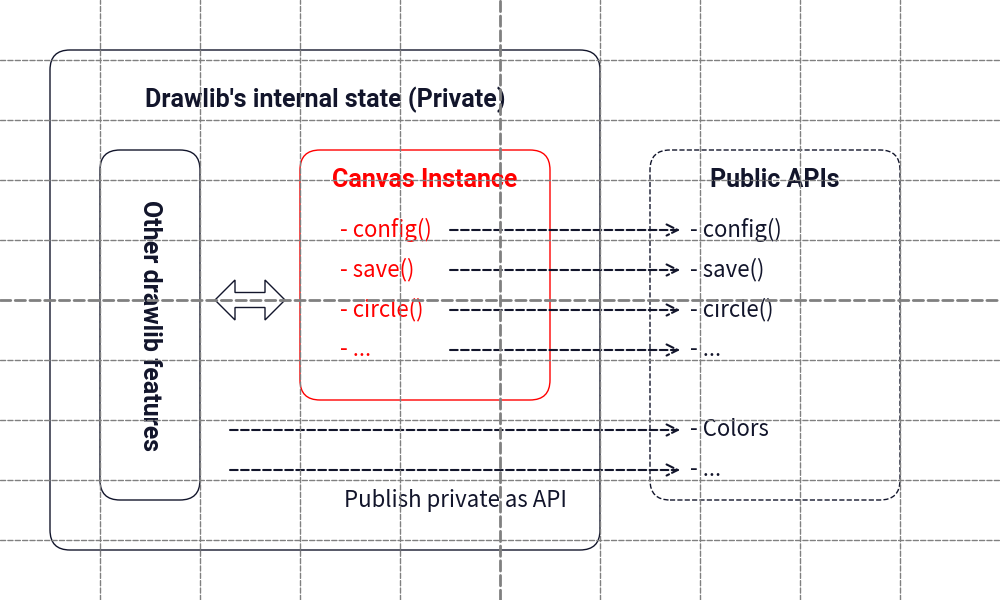 Drawlib's internal state (Private)
Other drawlib features
Canvas Instance
- config()
- save()
- circle()
- ...
Public APIs
- config()
- save()
- circle()
- ...
- Colors
- ...
Publish private as API